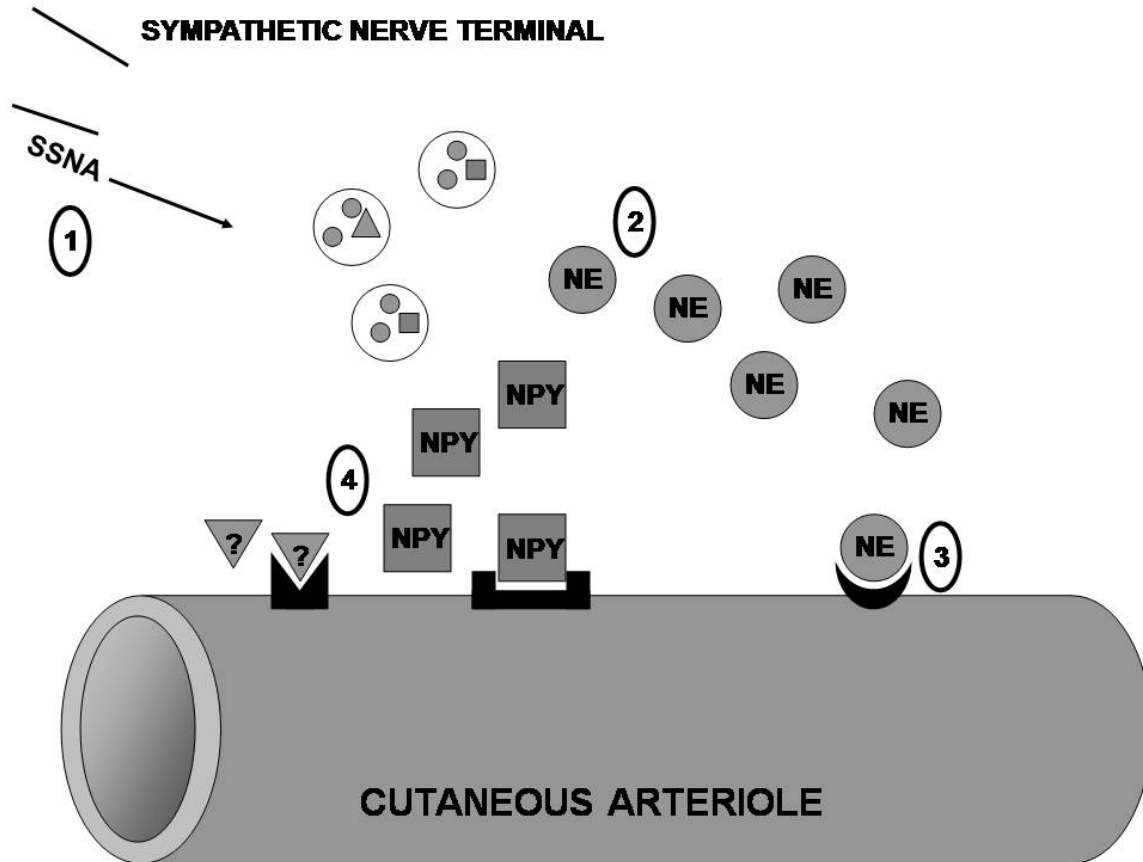 SYMPATHETIC NERVE TERMINAL
SSNA
1
2
NE
NE
NE
NE
NE
NPY
NPY
4
NPY
NPY
?
?
NE
3
CUTANEOUS ARTERIOLE